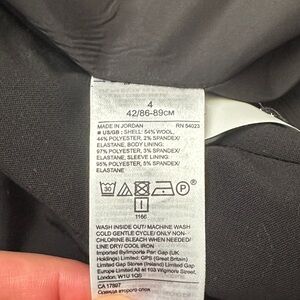 4
42/86-89CM
MADE IN JORDAN RN 54023
# US/GB: SHELL: 54% WOOL,
44% POLYESTER, 2% SPANDEX/
ELASTANE, BODY LINING:
97% POLYESTER, 3% SPANDEX/
ELASTANE, SLEEVE LINING:
95% POLYESTER, 5% SPANDEX/
ELASTANE
30 P
I
1166
WASH INSIDE OUT/ MACHINE WASH
COLD GENTLE CYCLE/ ONLY NON-
CHLORINE BLEACH WHEN NEEDED/
LINE DRY/ COOL IRON
Imported By/Importe Par: Gap (UK
Holdings) Limited; GPS (Great Britain)
Limited Gap Stores (Ireland) Limited Gap
Europe Limited All at 103 Wigmore Street,
London, W1U 1QS
CA 17897
Одежда второго слоя